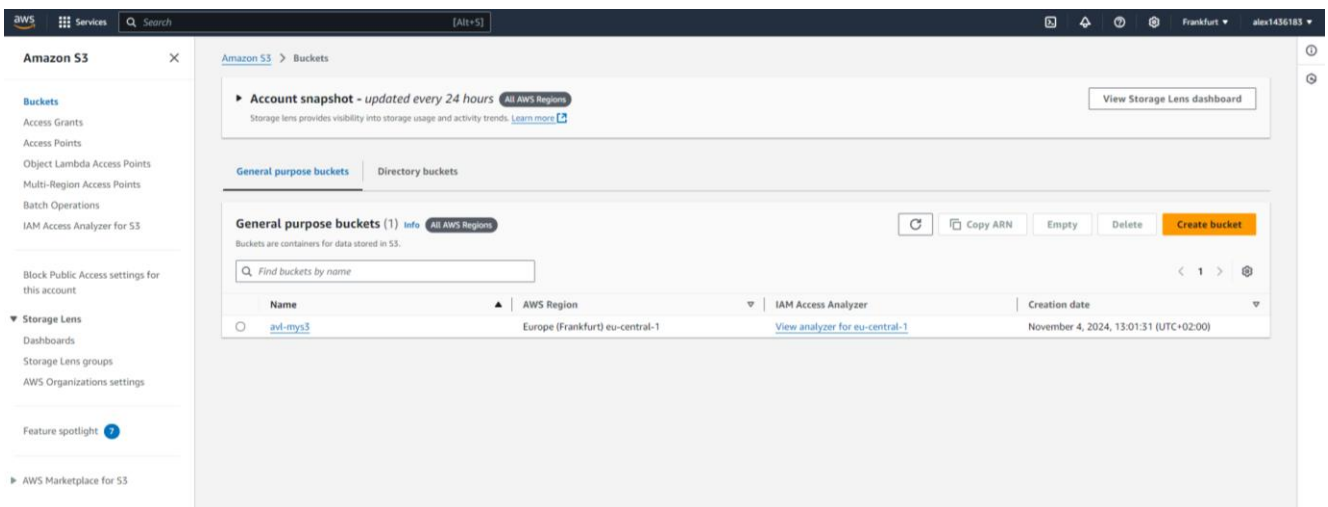 aws Services Search [Alt+S] Frankfurt ▼ alex1436183 ▼
Amazon S3
Buckets
Access Grants
Access Points
Object Lambda Access Points
Multi-Region Access Points
Batch Operations
IAM Access Analyzer for S3
Block Public Access settings for
this account
Storage Lens
Dashboards
Storage Lens groups
AWS Organizations settings
Feature spotlight 7
AWS Marketplace for S3
Amazon S3 > Buckets
Account snapshot - updated every 24 hours All AWS Regions
View Storage Lens dashboard
Storage lens provides visibility into storage usage and activity trends. Learn more
General purpose buckets Directory buckets
General purpose buckets (1) Info All AWS Regions
Buckets are containers for data stored in S3.
Copy ARN Empty Delete Create bucket
Find buckets by name
< 1 >
Name AWS Region IAM Access Analyzer Creation date
avl-mys3 Europe (Frankfurt) eu-central-1 View analyzer for eu-central-1 November 4, 2024, 13:01:31 (UTC+02:00)